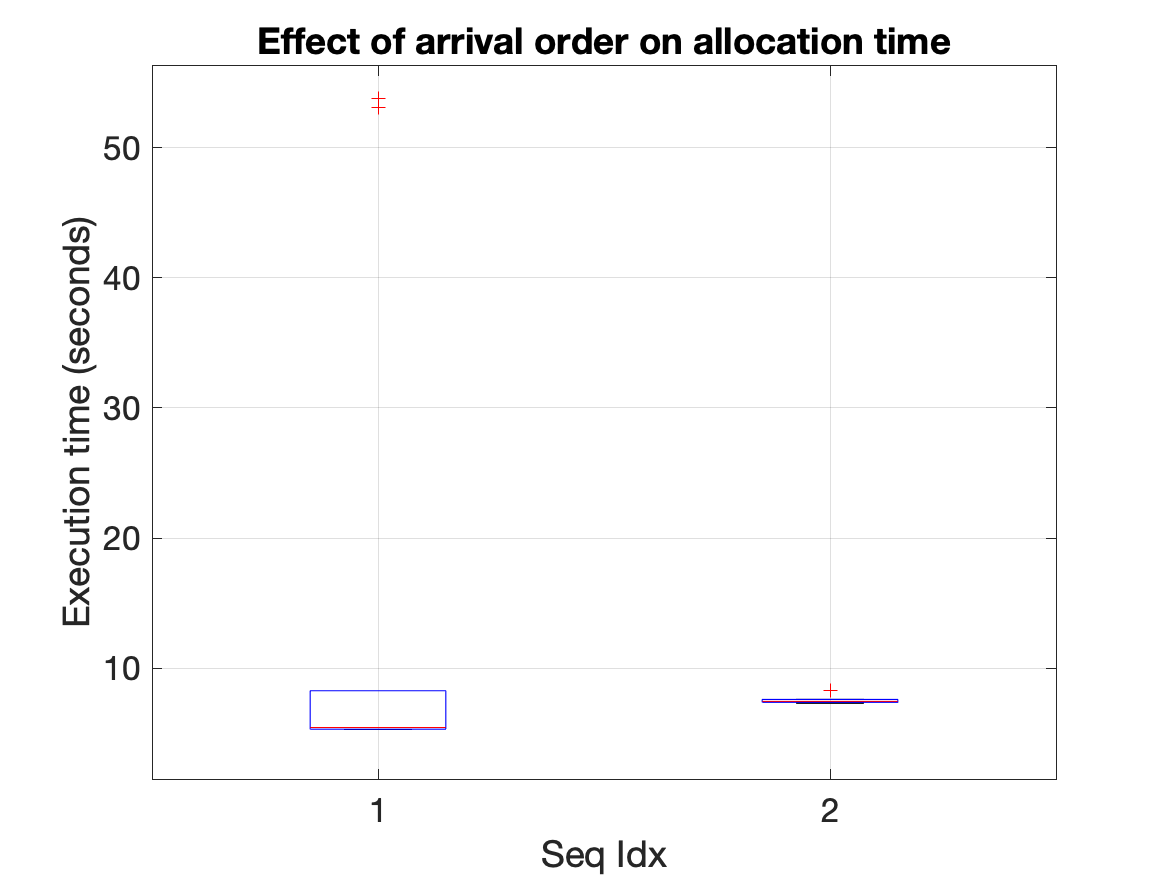 Effect of arrival order on allocation time
Execution time (seconds)
50
40
30
20
10
1 2
Seq Idx